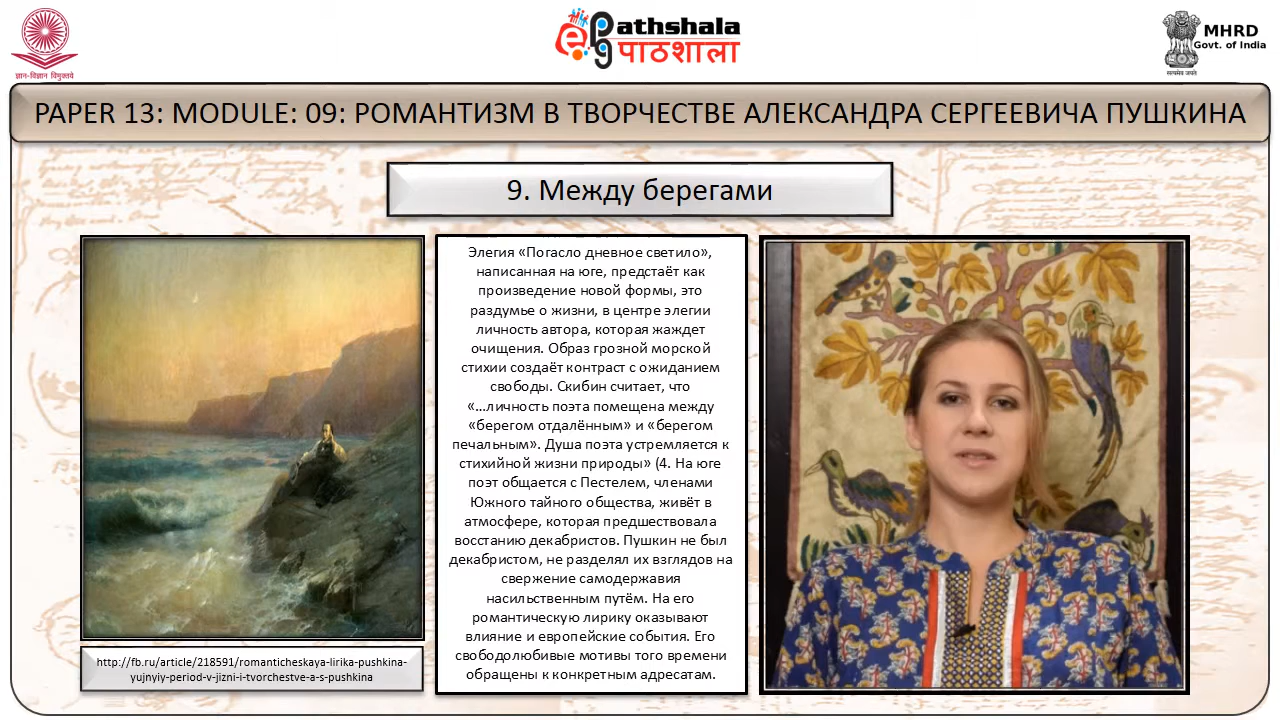 ज्ञान-विज्ञान विमुक्तये
ePathshala
पाठशाला
MHRD
Govt. of India
सत्यमेव जयते
PAPER 13: MODULE: 09: РОМАНТИЗМ В ТВОРЧЕСТВЕ АЛЕКСАНДРА СЕРГЕЕВИЧА ПУШКИНА
9. Между берегами
Элегия «Погасло дневное светило»,
написанная на юге, предстаёт как
произведение новой формы, это
раздумье о жизни, в центре элегии
личность автора, которая жаждет
очищения. Образ грозной морской
стихии создаёт контраст с ожиданием
свободы. Скибин считает, что
«…личность поэта помещена между
«берегом отдалённым» и «берегом
печальным». Душа поэта устремляется к
стихийной жизни природы» (4. На юге
поэт общается с Пестелем, членами
Южного тайного общества, живёт в
атмосфере, которая предшествовала
восстанию декабристов. Пушкин не был
декабристом, не разделял их взглядов на
свержение самодержавия
насильственным путём. На его
романтическую лирику оказывают
влияние и европейские события. Его
свободолюбивые мотивы того времени
обращены к конкретным адресатам.
http://fb.ru/article/218591/romanticheskaya-lirika-pushkina-
yujnyiy-period-v-jizni-i-tvorchestve-a-s-pushkina